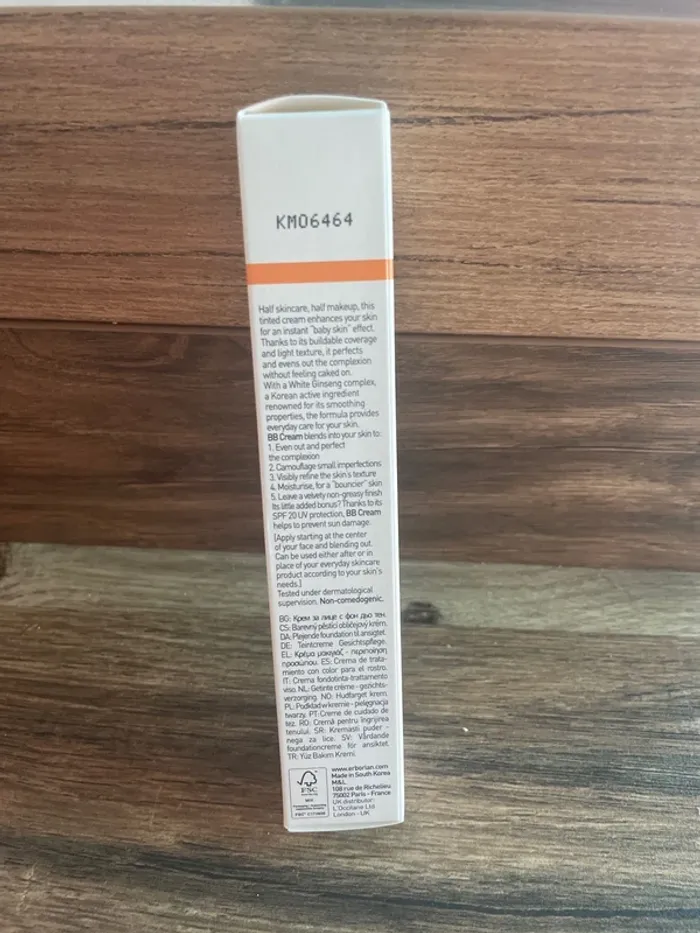 KM06464
Half skincare, half makeup, this
tinted cream enhances your skin
for an instant "baby skin" effect.
Thanks to its buildable coverage
and light texture, it perfects
and evens out the complexion
without feeling caked on.
With a White Ginseng complex,
a Korean active ingredient
renowned for its smoothing
properties, the formula provides
everyday care for your skin.
BB Cream blends into your skin to:
1. Even out and perfect
the complexion
2. Camouflage small imperfections
3. Visibly refine the skin's texture
4. Moisturise, for a "bouncier" skin
5. Leave a velvety non-greasy finish
Its little added bonus? Thanks to its
SPF 20 UV protection, BB Cream
helps to prevent sun damage.
[Apply starting at the center
of your face and blending out.
Can be used either after or in
place of your everyday skincare
product according to your skin's
needs.]
Tested under dermatological
supervision. Non-comedogenic.
BG: Крем за лице с фон дьо тен.
CS: Barevný pěstící obličejový krém.
DA: Plejende foundation til ansigtet.
DE: Teintcreme Gesichtspflege.
EL: Κρέμα μακιγιάζ - περιποίηση
προσώπου. ES: Crema de trata-
miento con color para el rostro.
IT: Crema fondotinta-trattamento
viso. NL: Getinte crème - gezichts-
verzorging. NO: Hudfarget krem.
PL: Podkład w kremie - pielęgnacja
twarzy. PT: Creme de cuidado de
tez. RO: Cremă pentru îngrijirea
tenului. SR: Kremasti puder -
nega za lice. SV: Vårdande
foundationcreme för ansiktet.
TR: Yüz Bakım Kremi.
FSC
www.erborian.com
Made in South Korea
M&L
108 rue de Richelieu
75002 Paris - France
UK distributor:
L'Occitane Ltd
London - UK